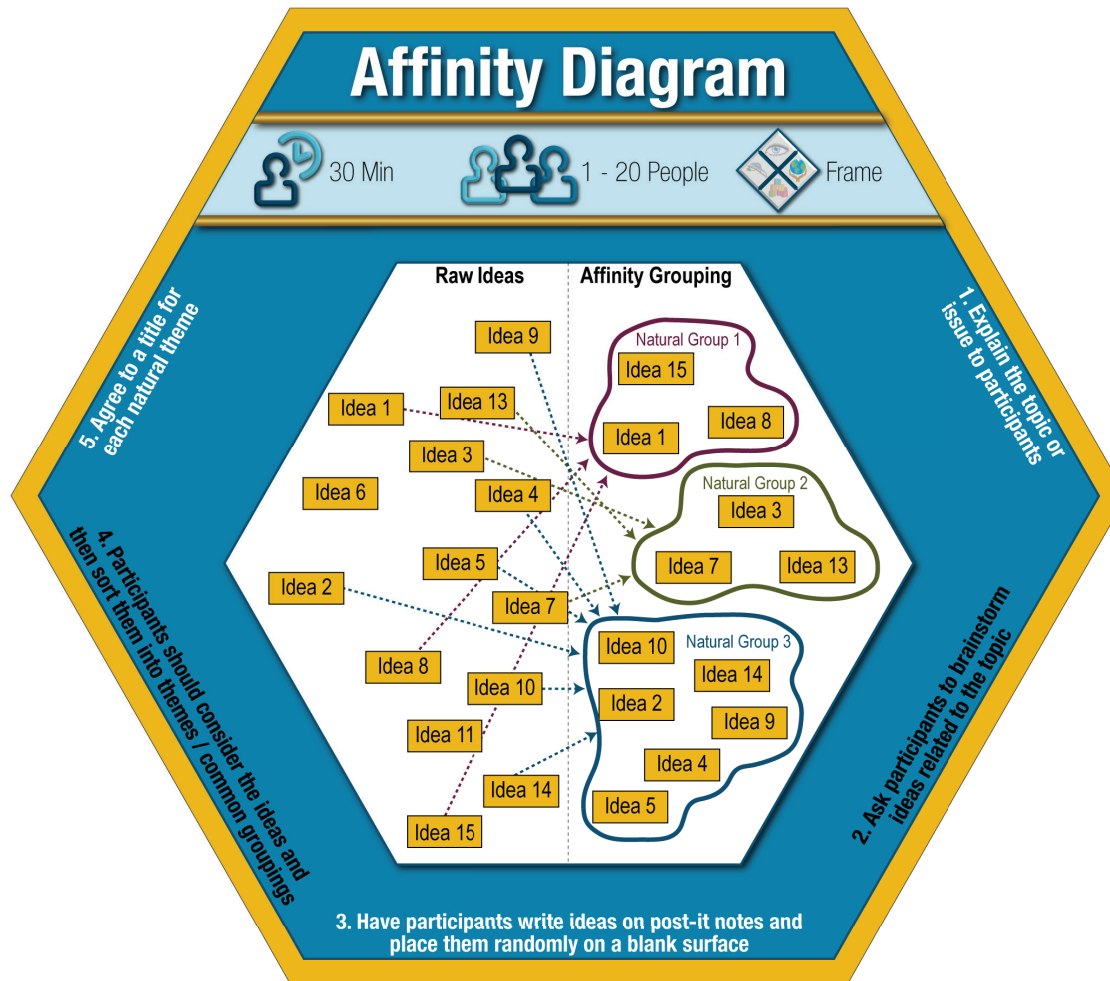 Affinity Diagram
30 Min
1 - 20 People
Frame
1. Explain the topic or
issue to participants
2. Ask participants to brainstorm
ideas related to the topic
3. Have participants write ideas on post-it notes and
place them randomly on a blank surface
4. Participants should consider the ideas and
then sort them into themes / common groupings
5. Agree to a title for
each natural theme
Raw Ideas
Idea 9
Idea 13
Idea 1
Idea 3
Idea 6
Idea 4
Idea 5
Idea 2
Idea 7
Idea 8
Idea 10
Idea 11
Idea 14
Idea 15
Affinity Grouping
Natural Group 1
Idea 15
Idea 8
Idea 1
Natural Group 2
Idea 3
Idea 7
Idea 13
Natural Group 3
Idea 10
Idea 14
Idea 2
Idea 9
Idea 4
Idea 5